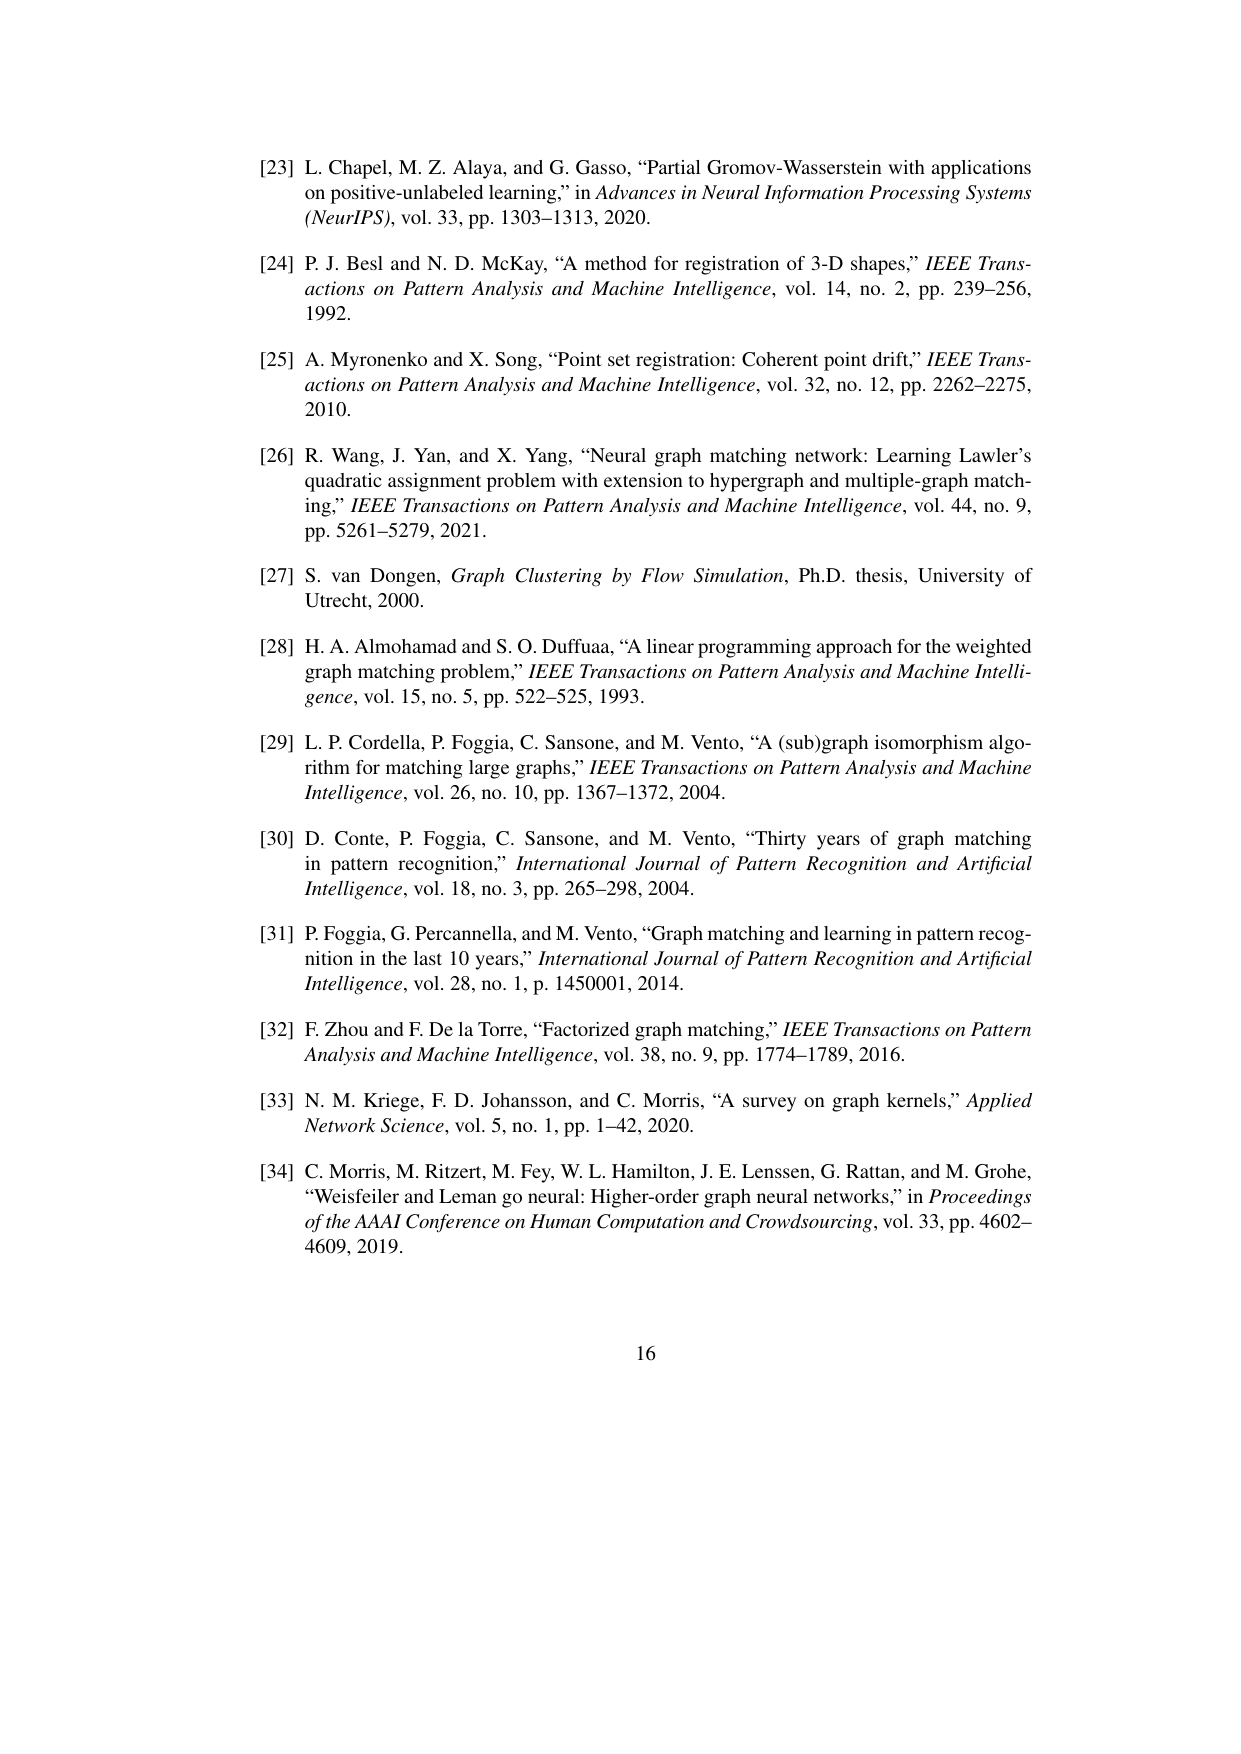 [23] L. Chapel, M. Z. Alaya, and G. Gasso, “Partial Gromov-Wasserstein with applications
on positive-unlabeled learning,” in Advances in Neural Information Processing Systems
(NeurIPS), vol. 33, pp. 1303–1313, 2020.
[24] P. J. Besl and N. D. McKay, “A method for registration of 3-D shapes,” IEEE Trans-
actions on Pattern Analysis and Machine Intelligence, vol. 14, no. 2, pp. 239–256,
1992.
[25] A. Myronenko and X. Song, “Point set registration: Coherent point drift,” IEEE Trans-
actions on Pattern Analysis and Machine Intelligence, vol. 32, no. 12, pp. 2262–2275,
2010.
[26] R. Wang, J. Yan, and X. Yang, “Neural graph matching network: Learning Lawler’s
quadratic assignment problem with extension to hypergraph and multiple-graph match-
ing,” IEEE Transactions on Pattern Analysis and Machine Intelligence, vol. 44, no. 9,
pp. 5261–5279, 2021.
[27] S. van Dongen, Graph Clustering by Flow Simulation, Ph.D. thesis, University of
Utrecht, 2000.
[28] H. A. Almohamad and S. O. Duffuaa, “A linear programming approach for the weighted
graph matching problem,” IEEE Transactions on Pattern Analysis and Machine Intelli-
gence, vol. 15, no. 5, pp. 522–525, 1993.
[29] L. P. Cordella, P. Foggia, C. Sansone, and M. Vento, “A (sub)graph isomorphism algo-
rithm for matching large graphs,” IEEE Transactions on Pattern Analysis and Machine
Intelligence, vol. 26, no. 10, pp. 1367–1372, 2004.
[30] D. Conte, P. Foggia, C. Sansone, and M. Vento, “Thirty years of graph matching
in pattern recognition,” International Journal of Pattern Recognition and Artificial
Intelligence, vol. 18, no. 3, pp. 265–298, 2004.
[31] P. Foggia, G. Percannella, and M. Vento, “Graph matching and learning in pattern recog-
nition in the last 10 years,” International Journal of Pattern Recognition and Artificial
Intelligence, vol. 28, no. 1, p. 1450001, 2014.
[32] F. Zhou and F. De la Torre, “Factorized graph matching,” IEEE Transactions on Pattern
Analysis and Machine Intelligence, vol. 38, no. 9, pp. 1774–1789, 2016.
[33] N. M. Kriege, F. D. Johansson, and C. Morris, “A survey on graph kernels,” Applied
Network Science, vol. 5, no. 1, pp. 1–42, 2020.
[34] C. Morris, M. Ritzert, M. Fey, W. L. Hamilton, J. E. Lenssen, G. Rattan, and M. Grohe,
“Weisfeiler and Leman go neural: Higher-order graph neural networks,” in Proceedings
of the AAAI Conference on Human Computation and Crowdsourcing, vol. 33, pp. 4602–
4609, 2019.
16